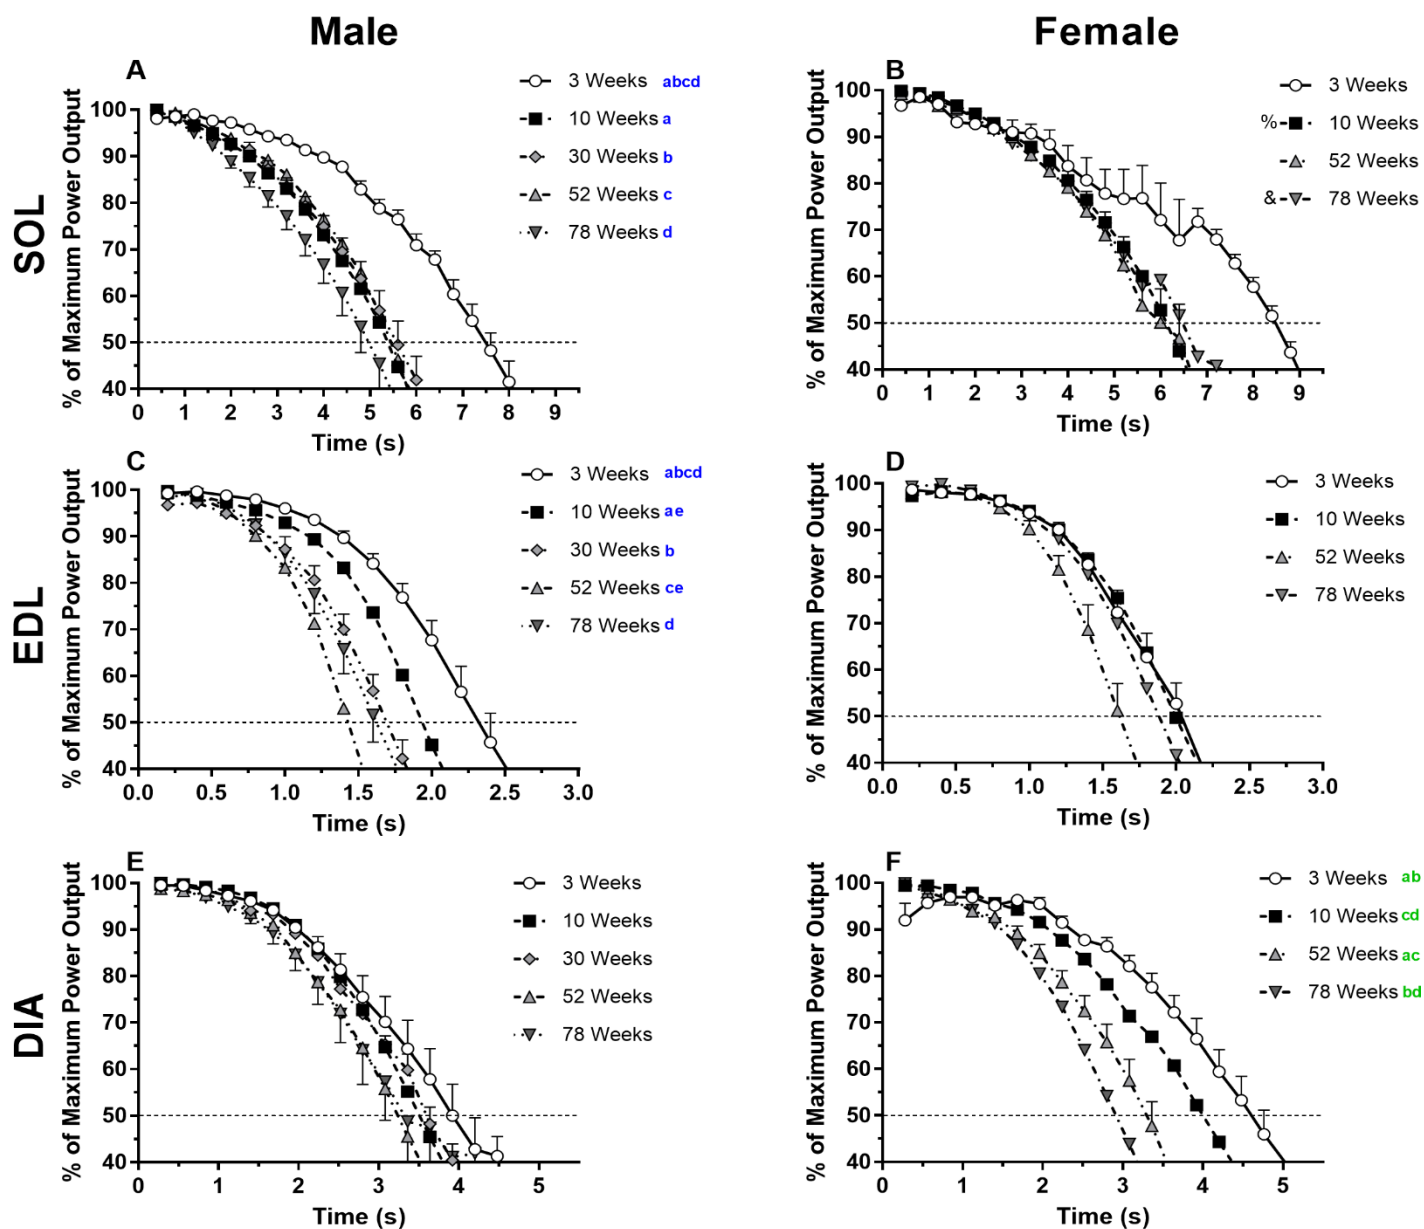 Male
Female
SOL
A
3 Weeks abcd
10 Weeks a
30 Weeks b
52 Weeks c
78 Weeks d
% of Maximum Power Output
100
90
80
70
60
50
40
0 1 2 3 4 5 6 7 8 9
Time (s)
B
3 Weeks
% 10 Weeks
52 Weeks
& 78 Weeks
% of Maximum Power Output
100
90
80
70
60
50
40
0 1 2 3 4 5 6 7 8 9
Time (s)
EDL
C
3 Weeks abcd
10 Weeks ae
30 Weeks b
52 Weeks ce
78 Weeks d
% of Maximum Power Output
100
90
80
70
60
50
40
0.0 0.5 1.0 1.5 2.0 2.5 3.0
Time (s)
D
3 Weeks
10 Weeks
52 Weeks
78 Weeks
% of Maximum Power Output
100
90
80
70
60
50
40
0.0 0.5 1.0 1.5 2.0 2.5 3.0
Time (s)
DIA
E
3 Weeks
10 Weeks
30 Weeks
52 Weeks
78 Weeks
% of Maximum Power Output
100
90
80
70
60
50
40
0 1 2 3 4 5
Time (s)
F
3 Weeks ab
10 Weeks cd
52 Weeks ac
78 Weeks bd
% of Maximum Power Output
100
90
80
70
60
50
40
0 1 2 3 4 5
Time (s)